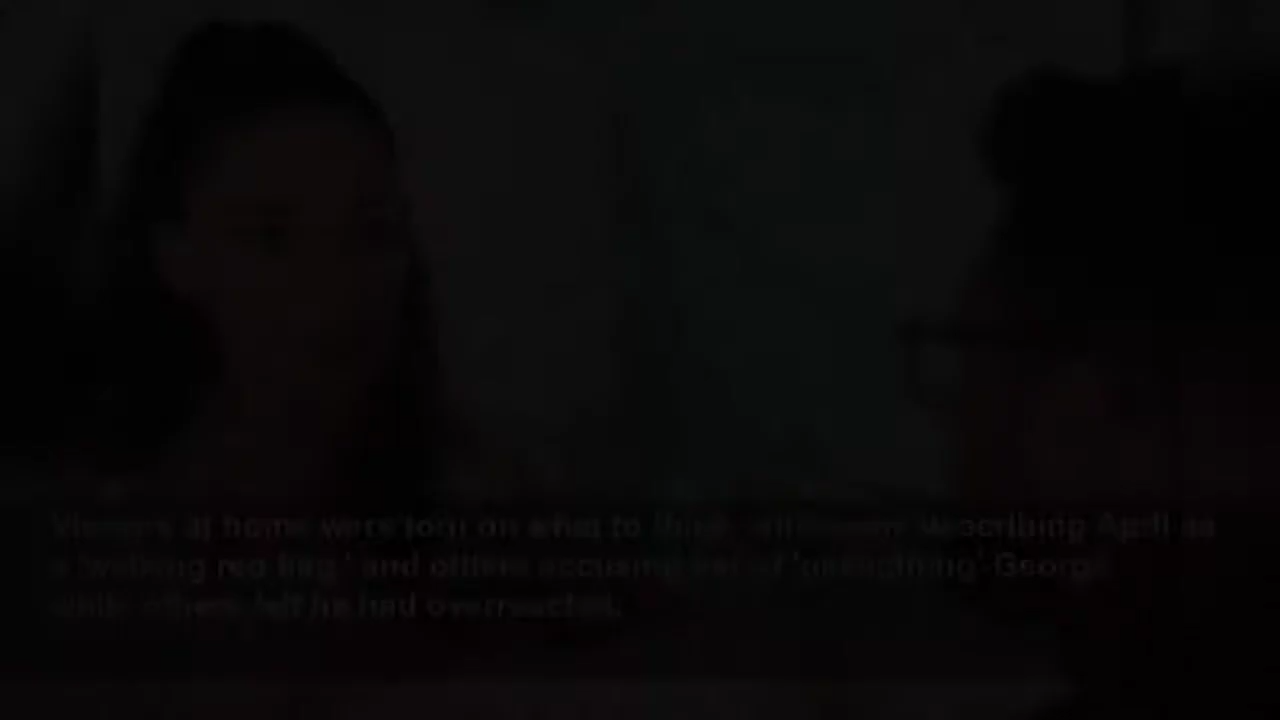 Viewers at home were torn on what to think, with some describing April as
a 'walking red flag' and others accusing her of 'gaslighting' George
while others felt he had overreacted.